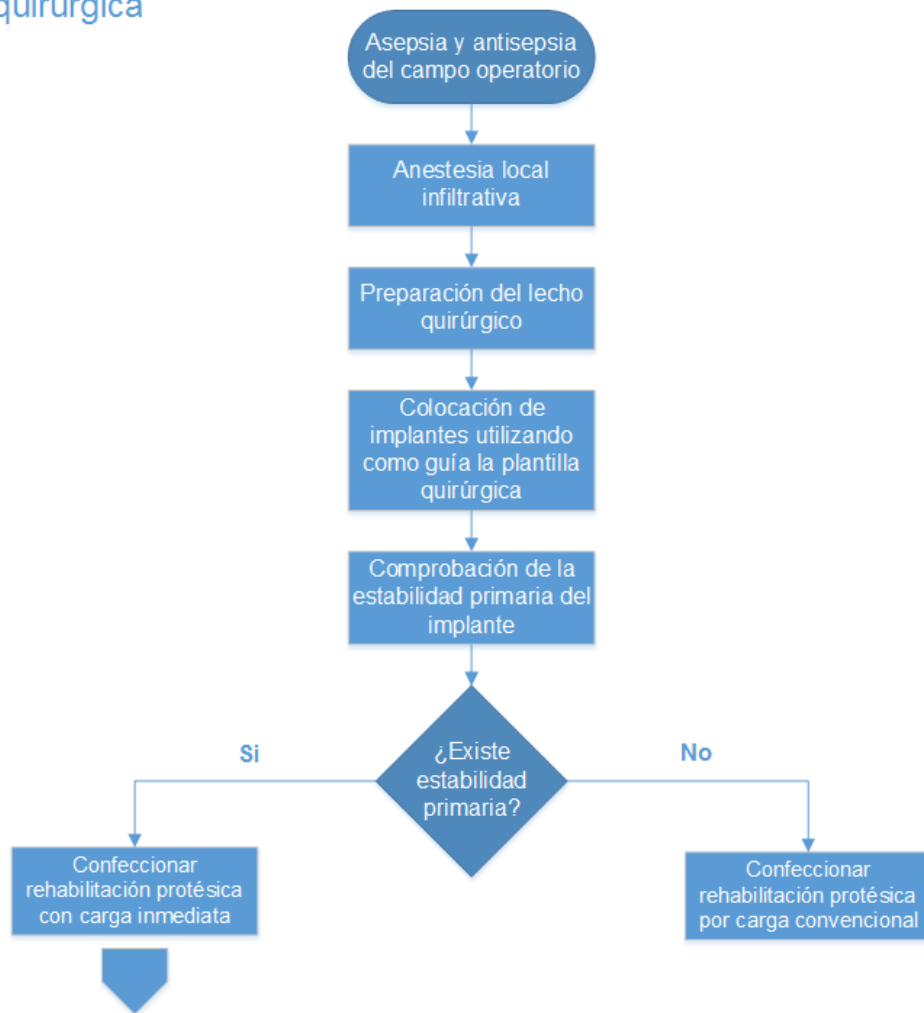 quirúrgica
Asepsia y antisepsia
del campo operatorio
Anestesia local
infiltrativa
Preparación del lecho
quirúrgico
Colocación de
implantes utilizando
como guía la plantilla
quirúrgica
Comprobación de la
estabilidad primaria del
implante
¿Existe
estabilidad
primaria?
Si
No
Confeccionar
rehabilitación protésica
con carga inmediata
Confeccionar
rehabilitación protésica
por carga convencional